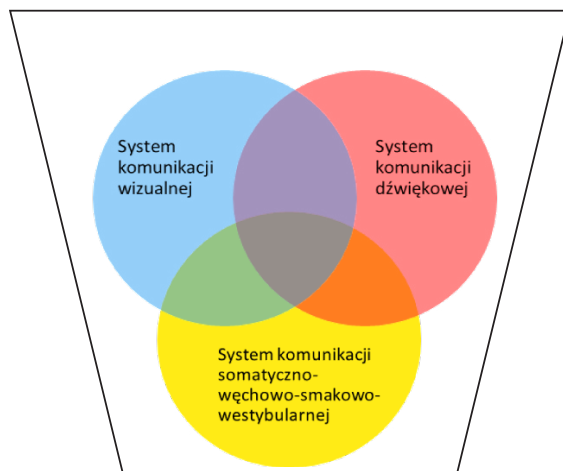 System
komunikacji
wizualnej
System
komunikacji
dźwiękowej
System komunikacji
somatyczno-
węchowo-smakowo-
westybularnej